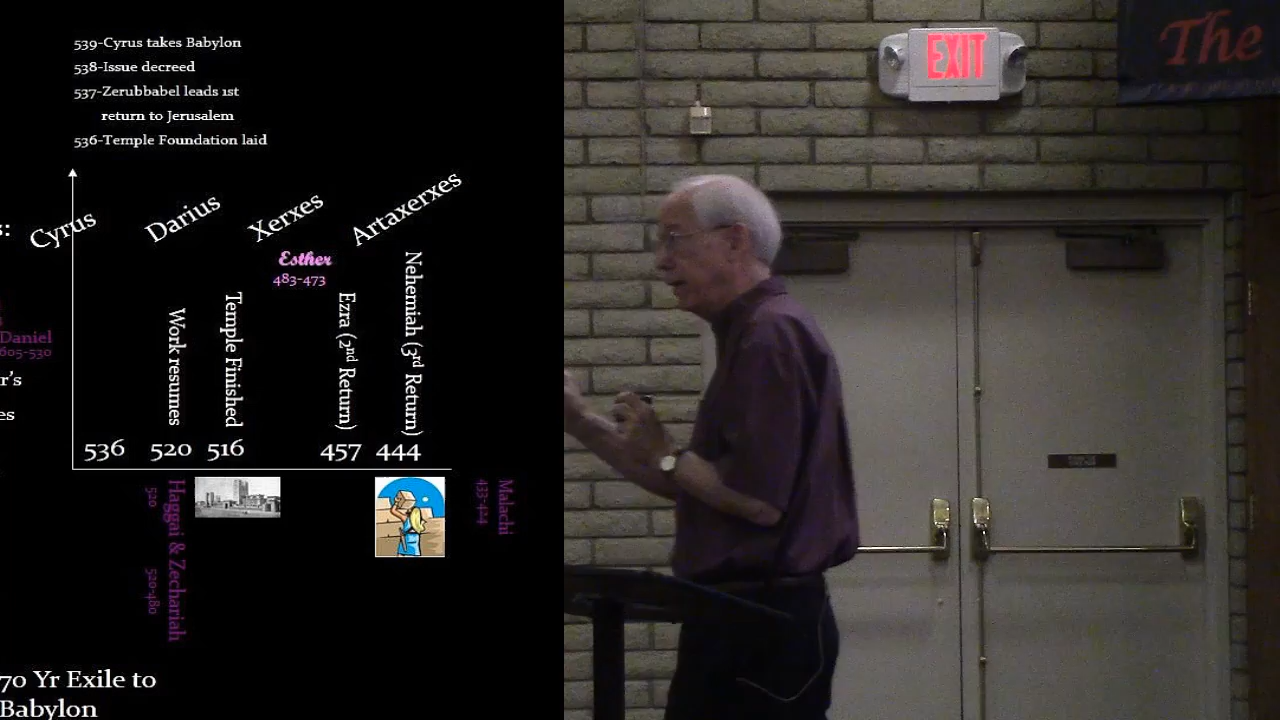 539-Cyrus takes Babylon
538-Issue decreed
537-Zerubbabel leads 1st
return to Jerusalem
536-Temple Foundation laid
s:
Cyrus
Darius
Xerxes
Artaxerxes
Esther
483-473
Daniel
605-530
r's
es
Work resumes
Temple Finished
Ezra (2nd Return)
Nehemiah (3rd Return)
536
520
516
457
444
520
Haggai & Zechariah
520-480
Malachi
433-424
70 Yr Exile to
Babylon
EXIT
The